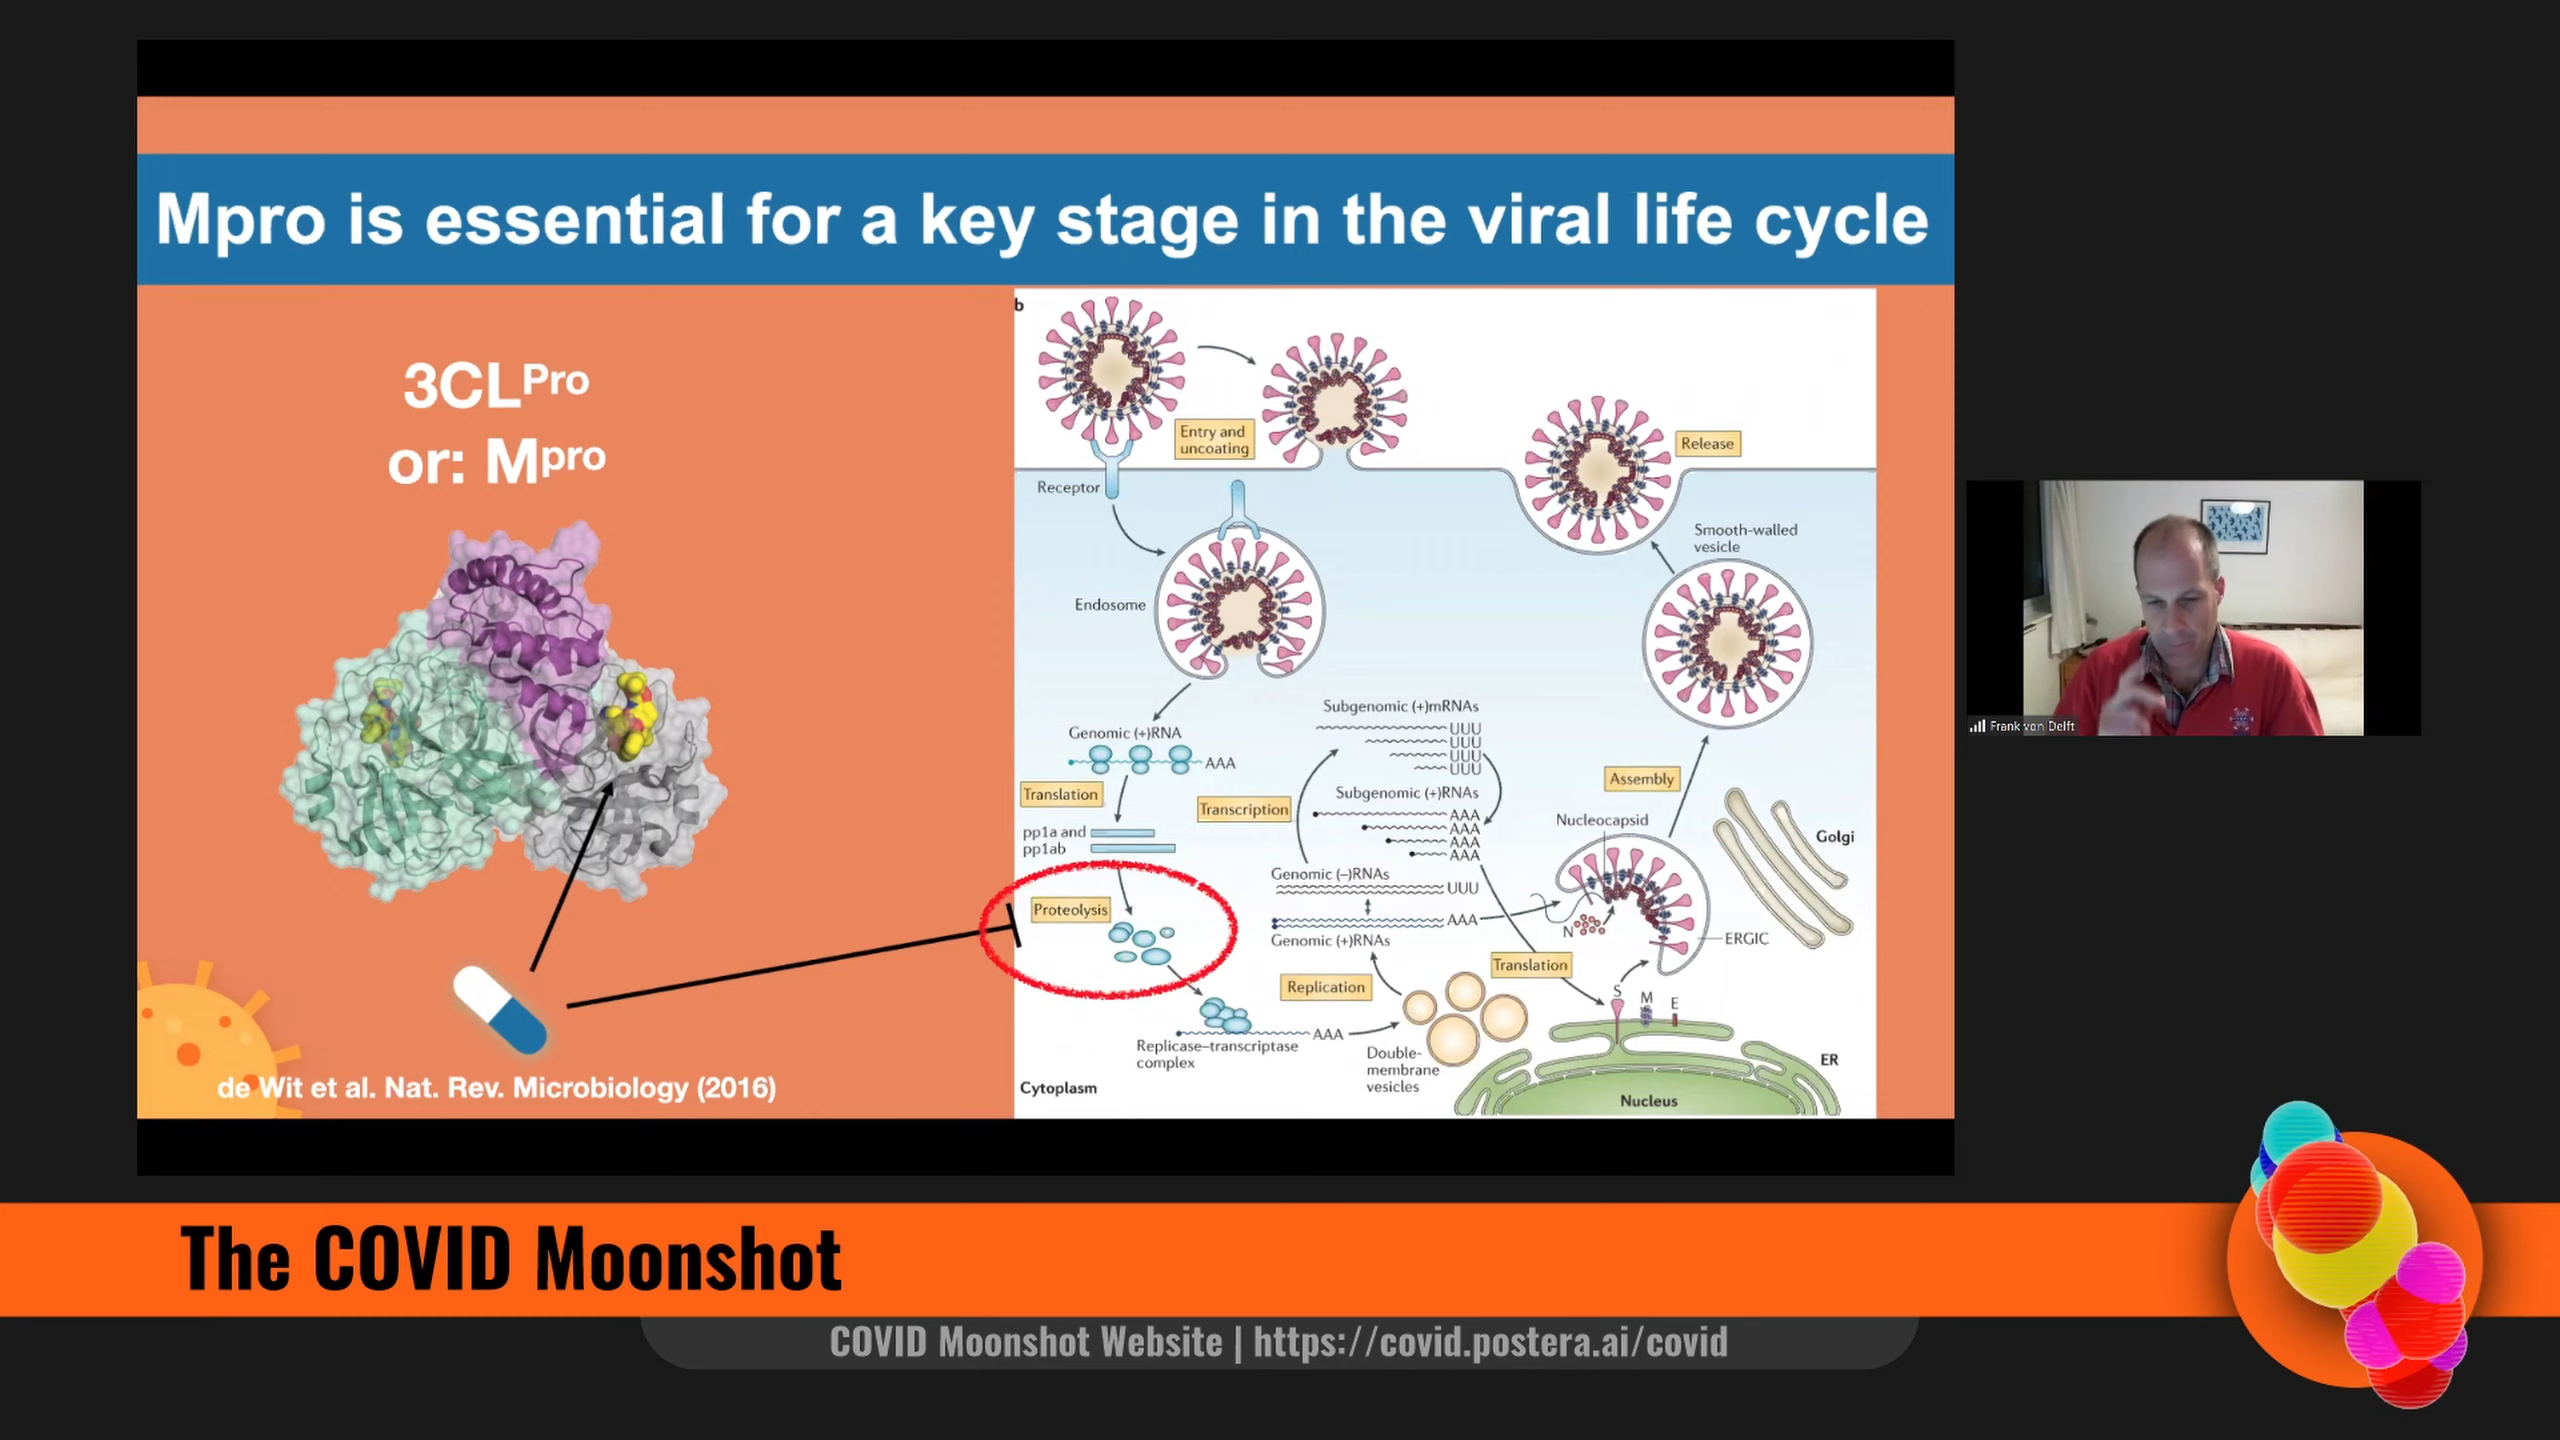 Mpro is essential for a key stage in the viral life cycle
3CLPro
or: Mpro
de Wit et al. Nat. Rev. Microbiology (2016)
b
Entry and
uncoating
Release
Receptor
Smooth-walled
vesicle
Endosome
Subgenomic (+)mRNAs
UUU
UUU
UUU
UUU
Genomic (+)RNA
AAA
Translation
Transcription
Assembly
Subgenomic (+)RNAs
AAA
AAA
AAA
AAA
pp1a and
pp1ab
Nucleocapsid
Golgi
Genomic (–)RNAs
UUU
Proteolysis
AAA
N
Genomic (+)RNAs
ERGIC
Translation
Replication
S
M
E
AAA
Replicase–transcriptase
complex
Double-
membrane
vesicles
ER
Cytoplasm
Nucleus
Frank von Delft
The COVID Moonshot
COVID Moonshot Website | https://covid.postera.ai/covid